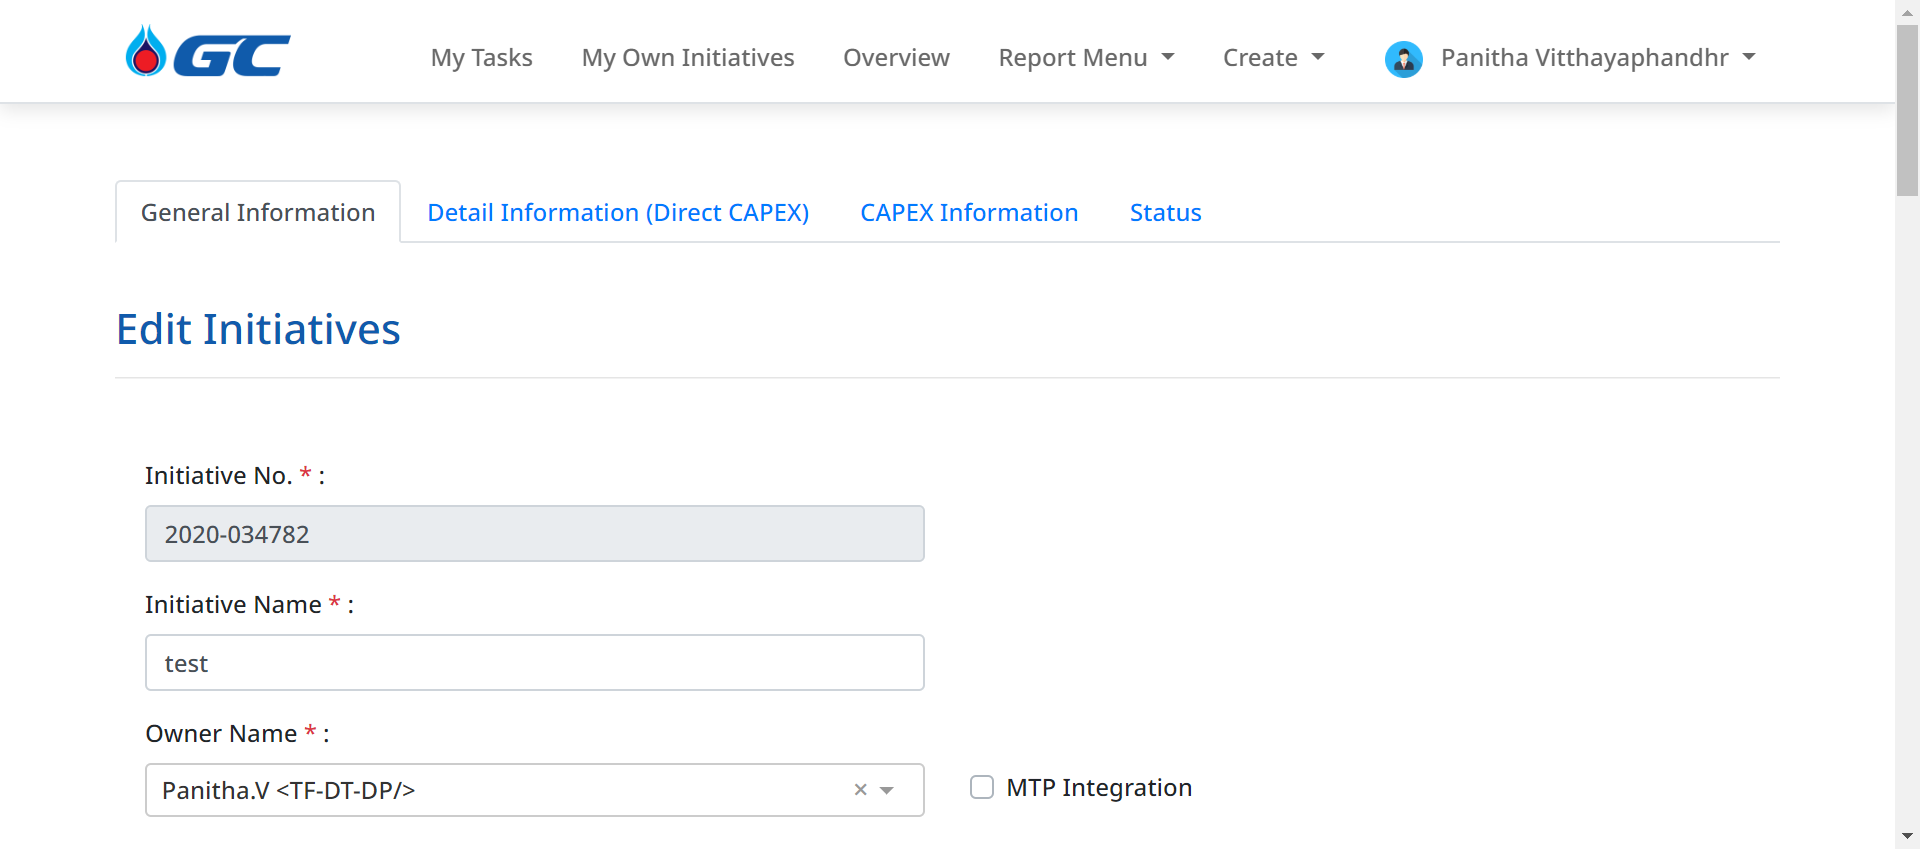 GC
My Tasks My Own Initiatives Overview Report Menu Create Panitha Vitthayaphandhr
General Information Detail Information (Direct CAPEX) CAPEX Information Status
Edit Initiatives
Initiative No. * :
2020-034782
Initiative Name * :
test
Owner Name * :
Panitha.V <TF-DT-DP/> × MTP Integration